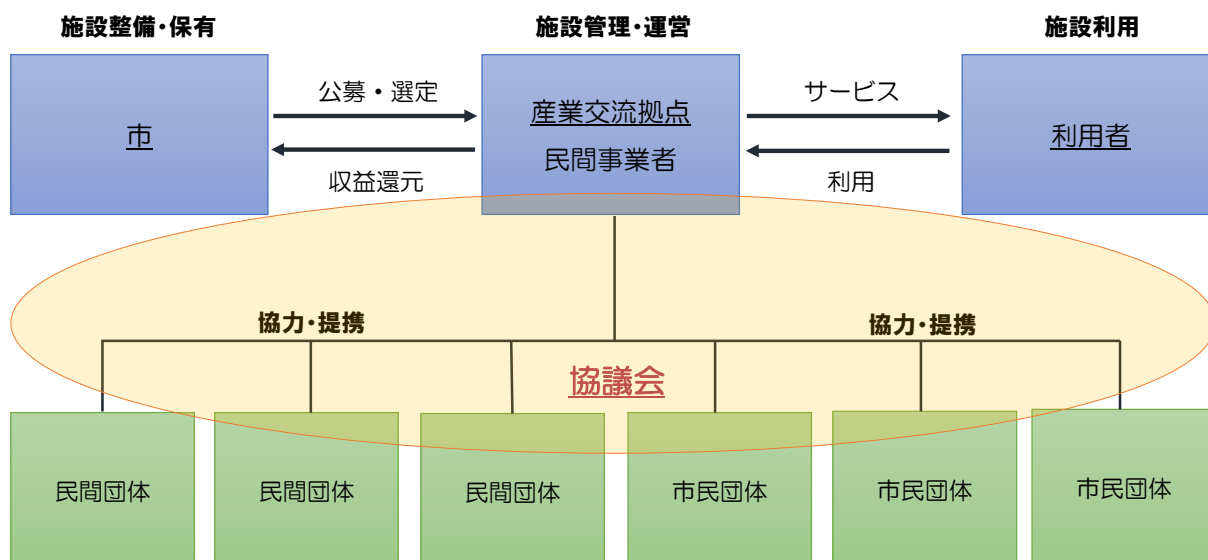 施設整備・保有
施設管理・運営
施設利用
市
公募・選定
収益還元
産業交流拠点
民間事業者
サービス
利用
利用者
協力・提携
協力・提携
協議会
民間団体
民間団体
民間団体
市民団体
市民団体
市民団体